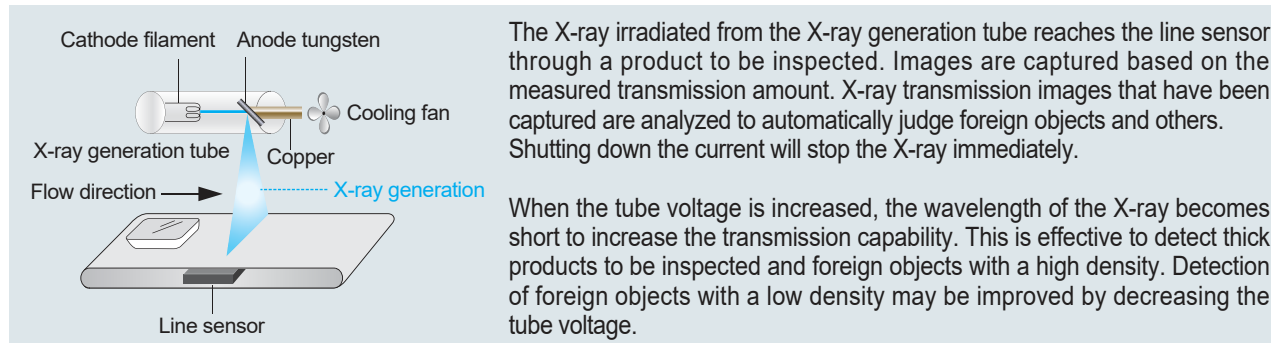 Cathode filament
Anode tungsten
Cooling fan
X-ray generation tube
Copper
Flow direction
X-ray generation
Line sensor
The X-ray irradiated from the X-ray generation tube reaches the line sensor
through a product to be inspected. Images are captured based on the
measured transmission amount. X-ray transmission images that have been
captured are analyzed to automatically judge foreign objects and others.
Shutting down the current will stop the X-ray immediately.
When the tube voltage is increased, the wavelength of the X-ray becomes
short to increase the transmission capability. This is effective to detect thick
products to be inspected and foreign objects with a high density. Detection
of foreign objects with a low density may be improved by decreasing the
tube voltage.